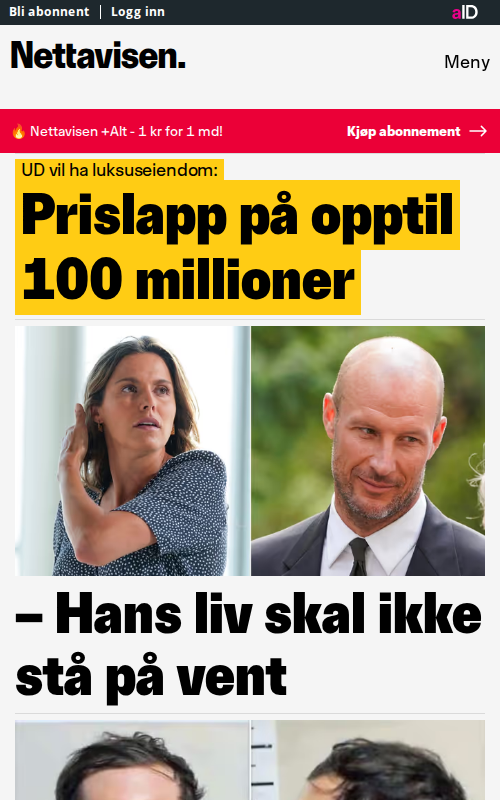 Bli abonnent | Logg inn
aID
Nettavisen.
Meny
🔥 Nettavisen +Alt - 1 kr for 1 md!
Kjøp abonnement →
UD vil ha luksuseiendom:
Prislapp på opptil
100 millioner
– Hans liv skal ikke
stå på vent